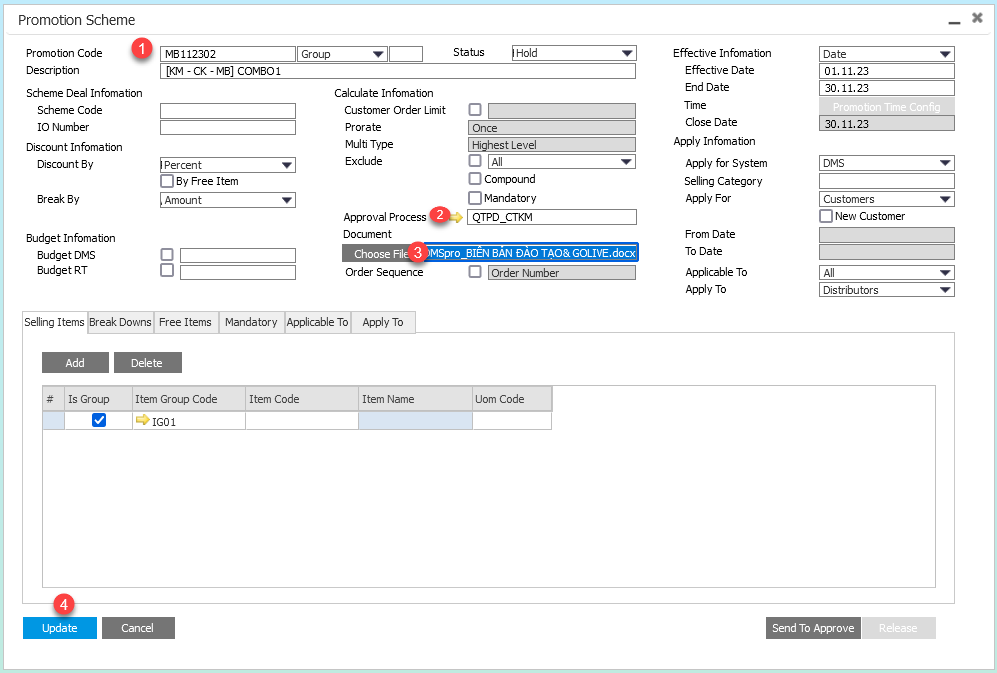 Promotion Scheme
1
Promotion Code MB112302 Group Status Hold Effective Infomation Date
Description [KM - CK - MB] COMBO1 Effective Date 01.11.23
Scheme Deal Infomation Calculate Infomation End Date 30.11.23
Scheme Code Customer Order Limit Time Promotion Time Config
IO Number Prorate Once Close Date 30.11.23
Discount Infomation Multi Type Highest Level Apply Infomation
Discount By Percent Exclude All Apply for System DMS
By Free Item Compound Selling Category
Break By Amount Mandatory Apply For Customers
Approval Process 2 QTPD_CTKM New Customer
Budget Infomation Document From Date
Budget DMS Choose File 3 DMSpro_BIÊN BẢN ĐÀO TẠO& GOLIVE.docx To Date
Budget RT Order Sequence Order Number Applicable To All
Apply To Distributors
Selling Items Break Downs Free Items Mandatory Applicable To Apply To
Add Delete
# Is Group Item Group Code Item Code Item Name Uom Code
IG01
4
Update Cancel Send To Approve Release